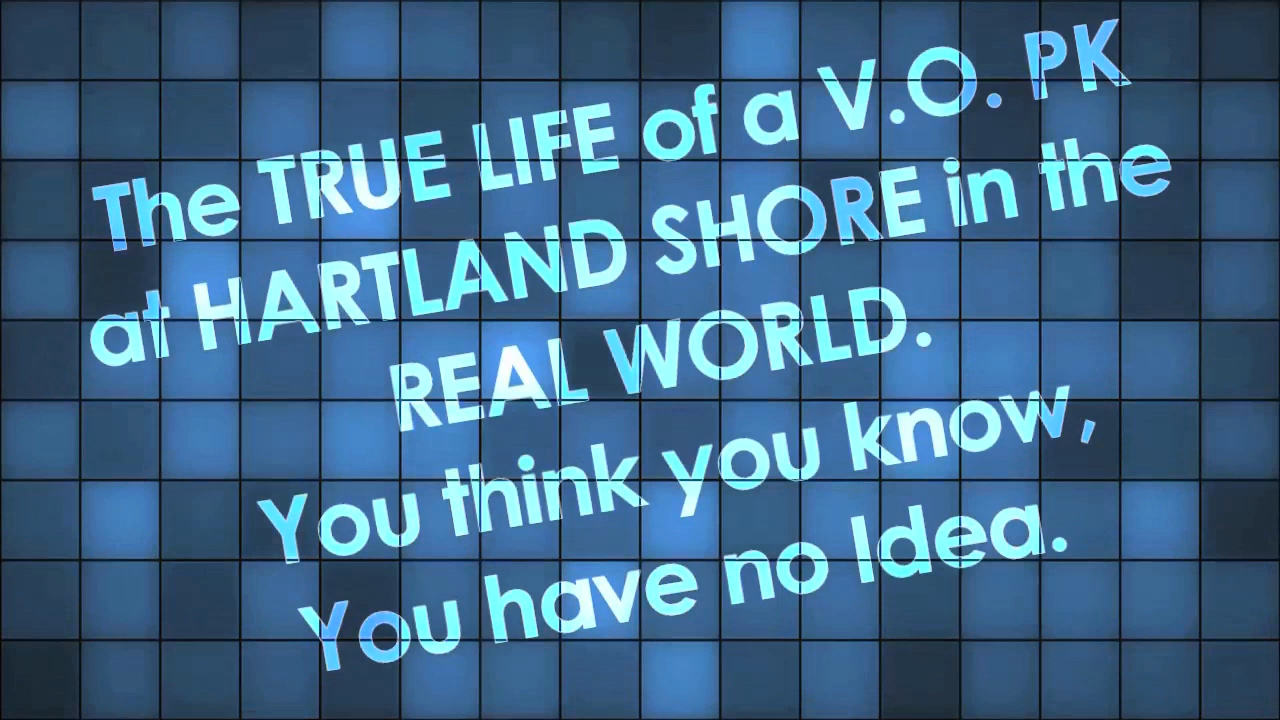 The TRUE LIFE of a V.O. PK
at HARTLAND SHORE in the
REAL WORLD.
You think you know,
You have no Idea.